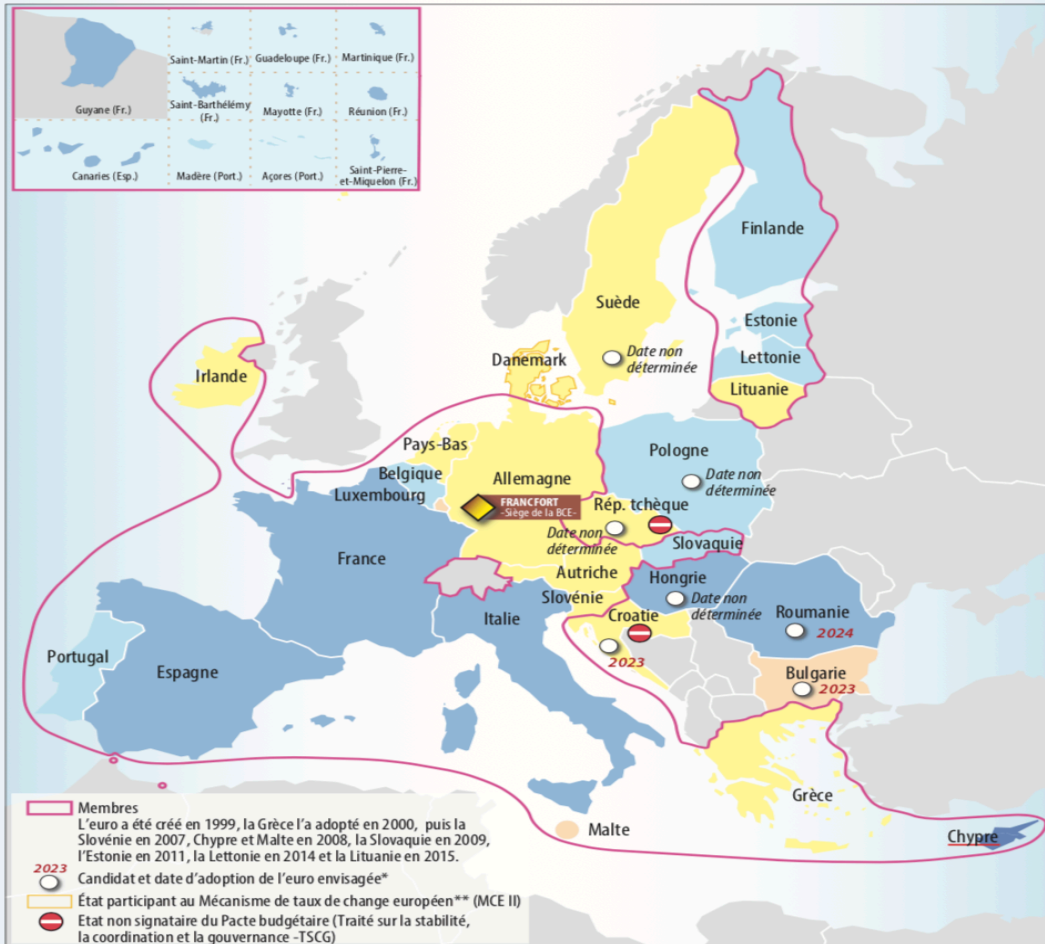 Saint-Martin (Fr.)
Guadeloupe (Fr.)
Martinique (Fr.)
Guyane (Fr.)
Saint-Barthélémy
(Fr.)
Mayotte (Fr.)
Réunion (Fr.)
Canaries (Esp.)
Madère (Port.)
Açores (Port.)
Saint-Pierre-
et-Miquelon (Fr.)
Finlande
Suède
Estonie
Date non
déterminée
Danemark
Lettonie
Irlande
Lituanie
Pays-Bas
Pologne
Belgique
Allemagne
Date non
déterminée
Luxembourg
FRANCFORT
-Siège de la BCE-
Rép. tchèque
Date non
déterminée
Slovaquie
France
Autriche
Hongrie
Slovénie
Date non
déterminée
Italie
Croatie
Roumanie
2024
Portugal
2023
Espagne
Bulgarie
2023
Grèce
Malte
Chypre
Membres
L'euro a été créé en 1999, la Grèce l'a adopté en 2000, puis la
Slovénie en 2007, Chypre et Malte en 2008, la Slovaquie en 2009,
l'Estonie en 2011, la Lettonie en 2014 et la Lituanie en 2015.
2023
Candidat et date d'adoption de l'euro envisagée*
État participant au Mécanisme de taux de change européen** (MCE II)
Etat non signataire du Pacte budgétaire (Traité sur la stabilité,
la coordination et la gouvernance -TSCG)